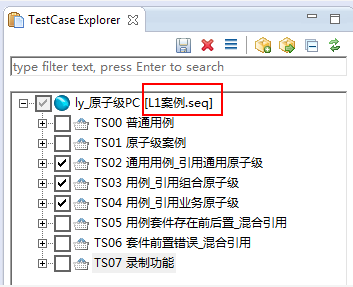 TestCase Explorer
type filter text, press Enter to search
ly_原子级PC [L1案例.seq]
TS00 普通用例
TS01 原子级案例
TS02 通用用例_引用通用原子级
TS03 用例_引用组合原子级
TS04 用例_引用业务原子级
TS05 用例套件存在前后置_混合引用
TS06 套件前置错误_混合引用
TS07 录制功能